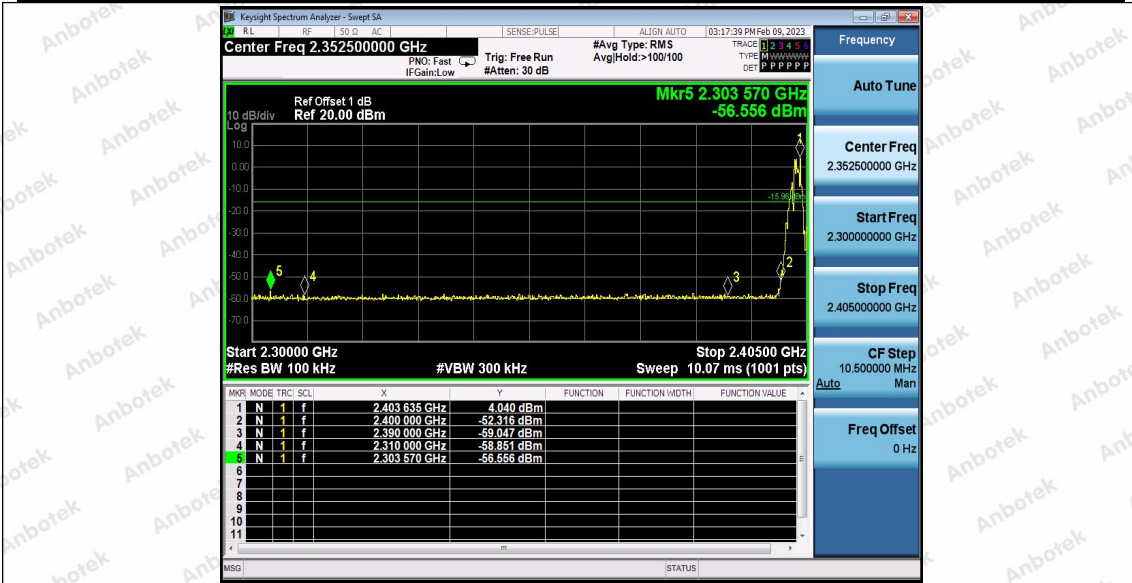 Keysight Spectrum Analyzer - Swept SA
RL RF 50 Ω AC SENSE:PULSE ALIGN AUTO 03:17:39 PM Feb 09, 2023
Center Freq 2.352500000 GHz
PNO: Fast
IFGain:Low
Trig: Free Run
#Atten: 30 dB
#Avg Type: RMS
Avg|Hold:>100/100
TRACE 1 2 3 4 5 6
TYPE M WWWWW
DET P P P P P P
Mkr5 2.303 570 GHz
-56.556 dBm
Ref Offset 1 dB
10 dB/div Ref 20.00 dBm
Log
10.0
0.00
-10.0
-20.0
-30.0
-40.0
-50.0
-60.0
-70.0
1
2
3
4
5
Start 2.30000 GHz Stop 2.40500 GHz
#Res BW 100 kHz #VBW 300 kHz Sweep 10.07 ms (1001 pts)
MKR MODE TRC SCL X Y FUNCTION FUNCTION WIDTH FUNCTION VALUE
1 N 1 f 2.403 635 GHz 4.040 dBm
2 N 1 f 2.400 000 GHz -52.316 dBm
3 N 1 f 2.390 000 GHz -59.047 dBm
4 N 1 f 2.310 000 GHz -58.851 dBm
5 N 1 f 2.303 570 GHz -56.556 dBm
6
7
8
9
10
11
MSG STATUS
Frequency
Auto Tune
Center Freq
2.352500000 GHz
Start Freq
2.300000000 GHz
Stop Freq
2.405000000 GHz
CF Step
10.500000 MHz
Auto Man
Freq Offset
0 Hz
Anbotek